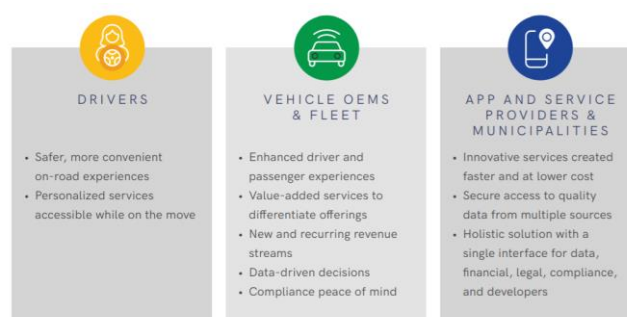 DRIVERS
• Safer, more convenient
on-road experiences
• Personalized services
accessible while on the move
VEHICLE OEMS
& FLEET
• Enhanced driver and
passenger experiences
• Value-added services to
differentiate offerings
• New and recurring revenue
streams
• Data-driven decisions
• Compliance peace of mind
APP AND SERVICE
PROVIDERS &
MUNICIPALITIES
• Innovative services created
faster and at lower cost
• Secure access to quality
data from multiple sources
• Holistic solution with a
single interface for data,
financial, legal, compliance,
and developers